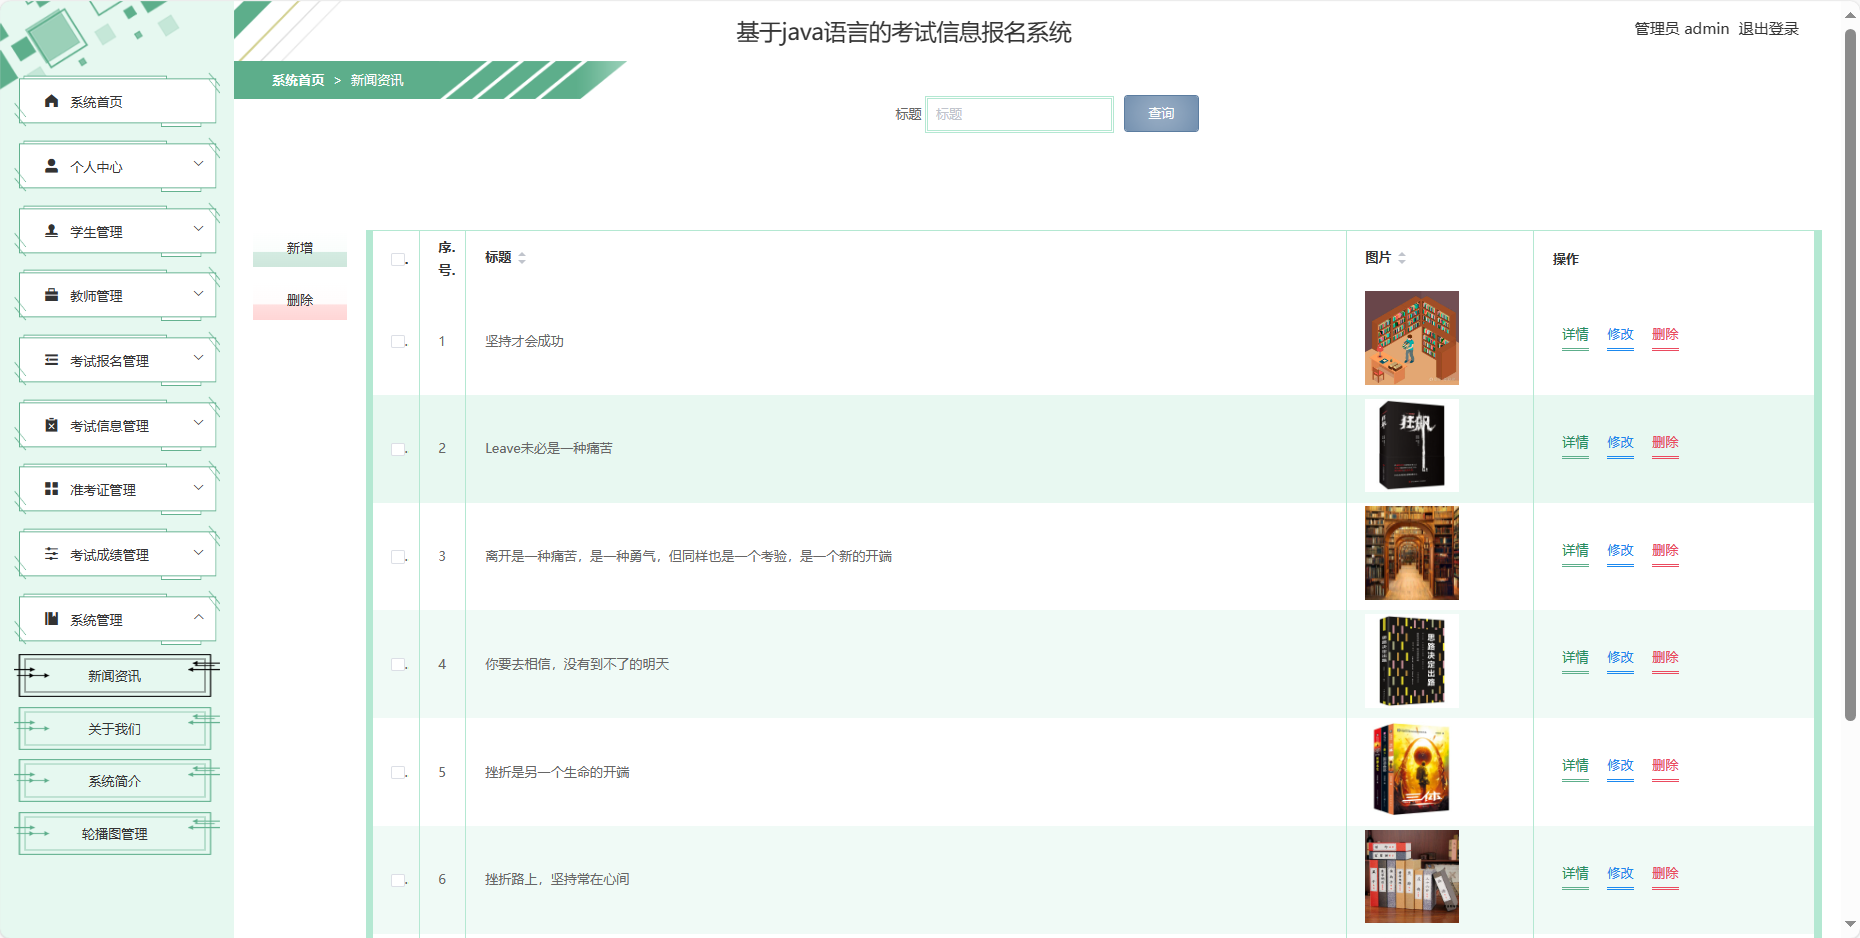 基于java语言的考试信息报名系统
管理员 admin 退出登录
系统首页 > 新闻资讯
标题 标题 查询
系统首页
个人中心
学生管理
教师管理
考试报名管理
考试信息管理
准考证管理
考试成绩管理
系统管理
新闻资讯
关于我们
系统简介
轮播图管理
新增
删除
序.号. 标题 图片 操作
1 坚持才会成功 详情 修改 删除
2 Leave未必是一种痛苦 狂飙 详情 修改 删除
3 离开是一种痛苦，是一种勇气，但同样也是一个考验，是一个新的开端 详情 修改 删除
4 你要去相信，没有到不了的明天 思路决定出路 详情 修改 删除
5 挫折是另一个生命的开端 三体 详情 修改 删除
6 挫折路上，坚持常在心间 详情 修改 删除